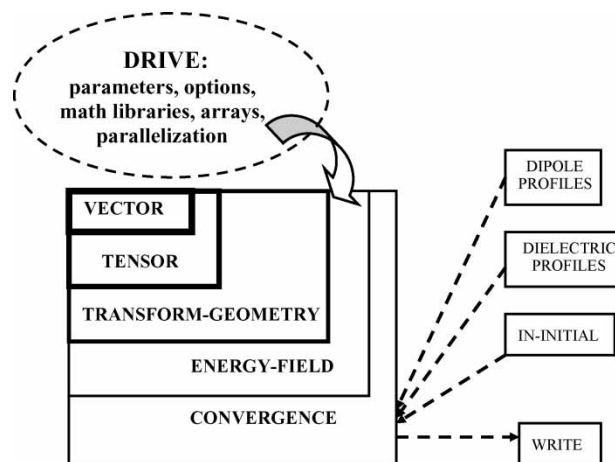 DRIVE:
parameters, options,
math libraries, arrays,
parallelization
VECTOR
TENSOR
TRANSFORM-GEOMETRY
ENERGY-FIELD
CONVERGENCE
DIPOLE
PROFILES
DIELECTRIC
PROFILES
IN-INITIAL
WRITE